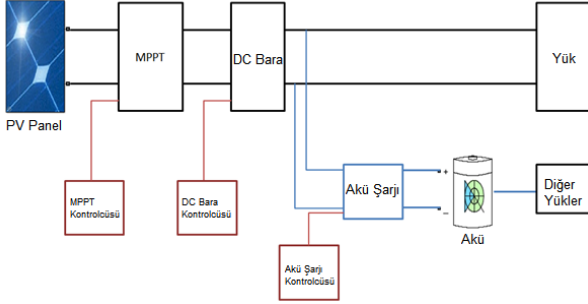 MPPT
DC Bara
Yük
PV Panel
MPPT
Kontrolcüsü
DC Bara
Kontrolcüsü
Akü Şarjı
+
–
Akü
Diğer
Yükler
Akü Şarjı
Kontrolcüsü